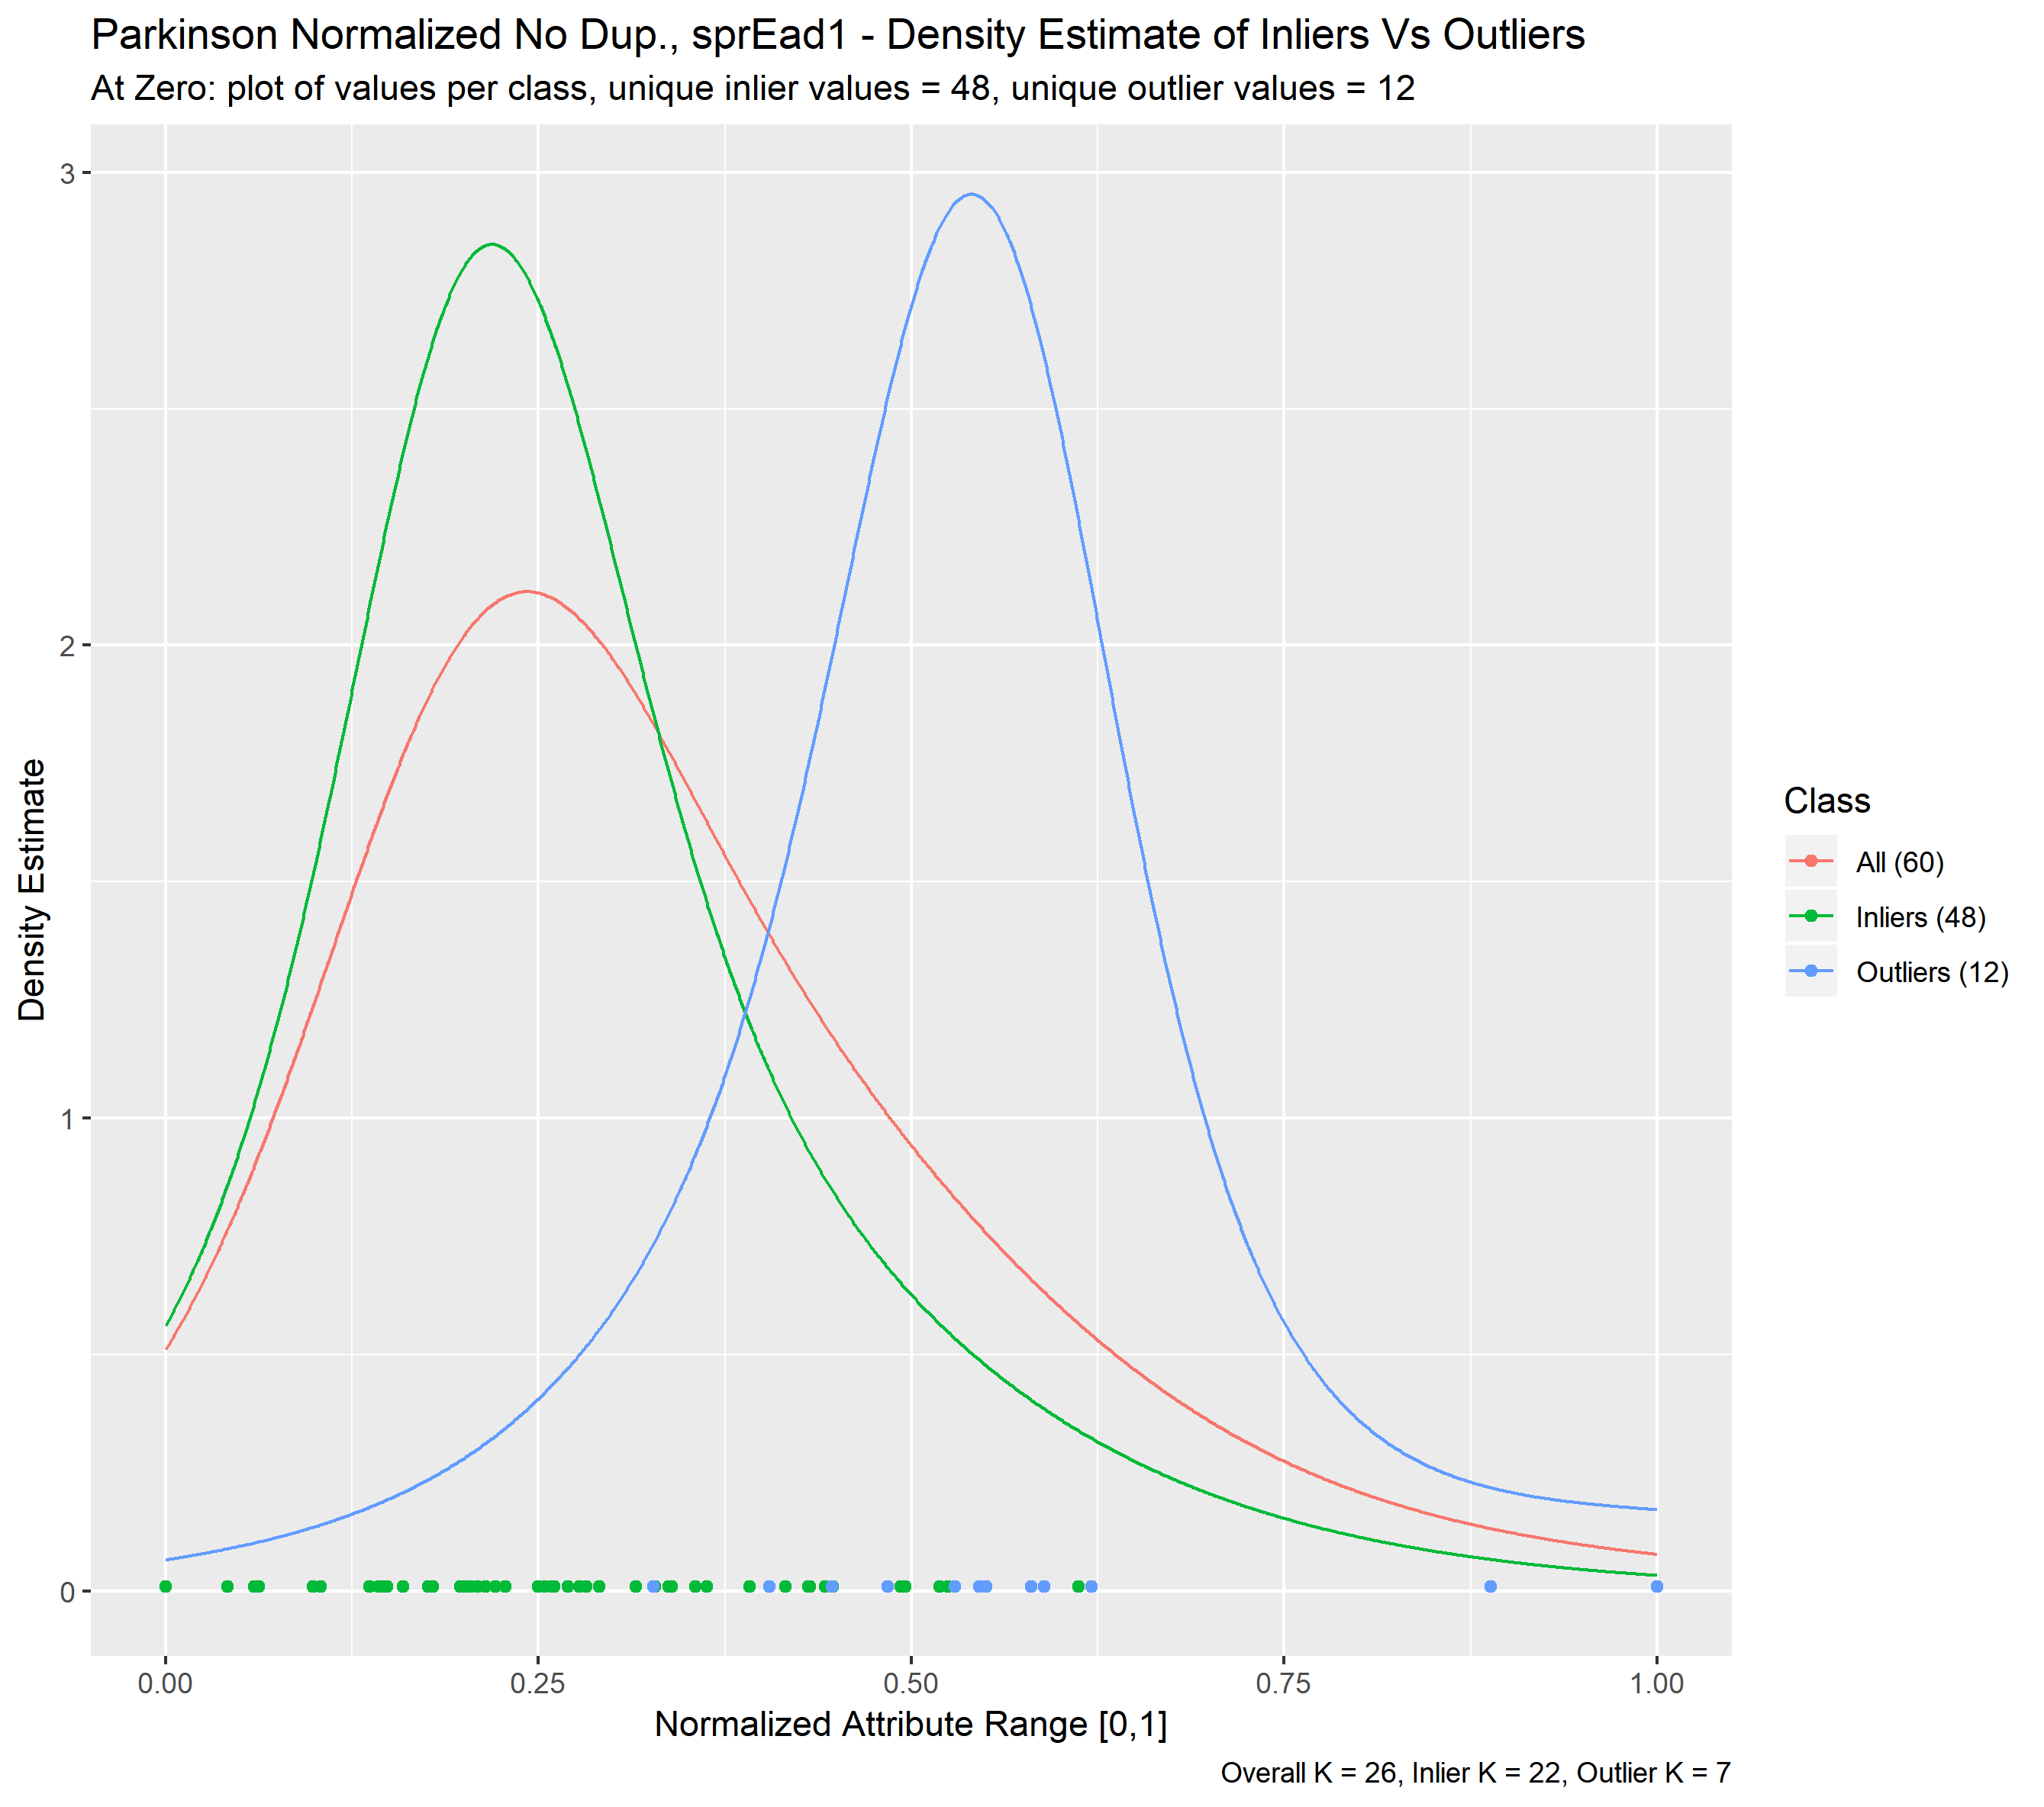 Parkinson Normalized No Dup., sprEad1 - Density Estimate of Inliers Vs Outliers
At Zero: plot of values per class, unique inlier values = 48, unique outlier values = 12
3
2
1
0
Density Estimate
0.00 0.25 0.50 0.75 1.00
Normalized Attribute Range [0,1]
Class
All (60)
Inliers (48)
Outliers (12)
Overall K = 26, Inlier K = 22, Outlier K = 7